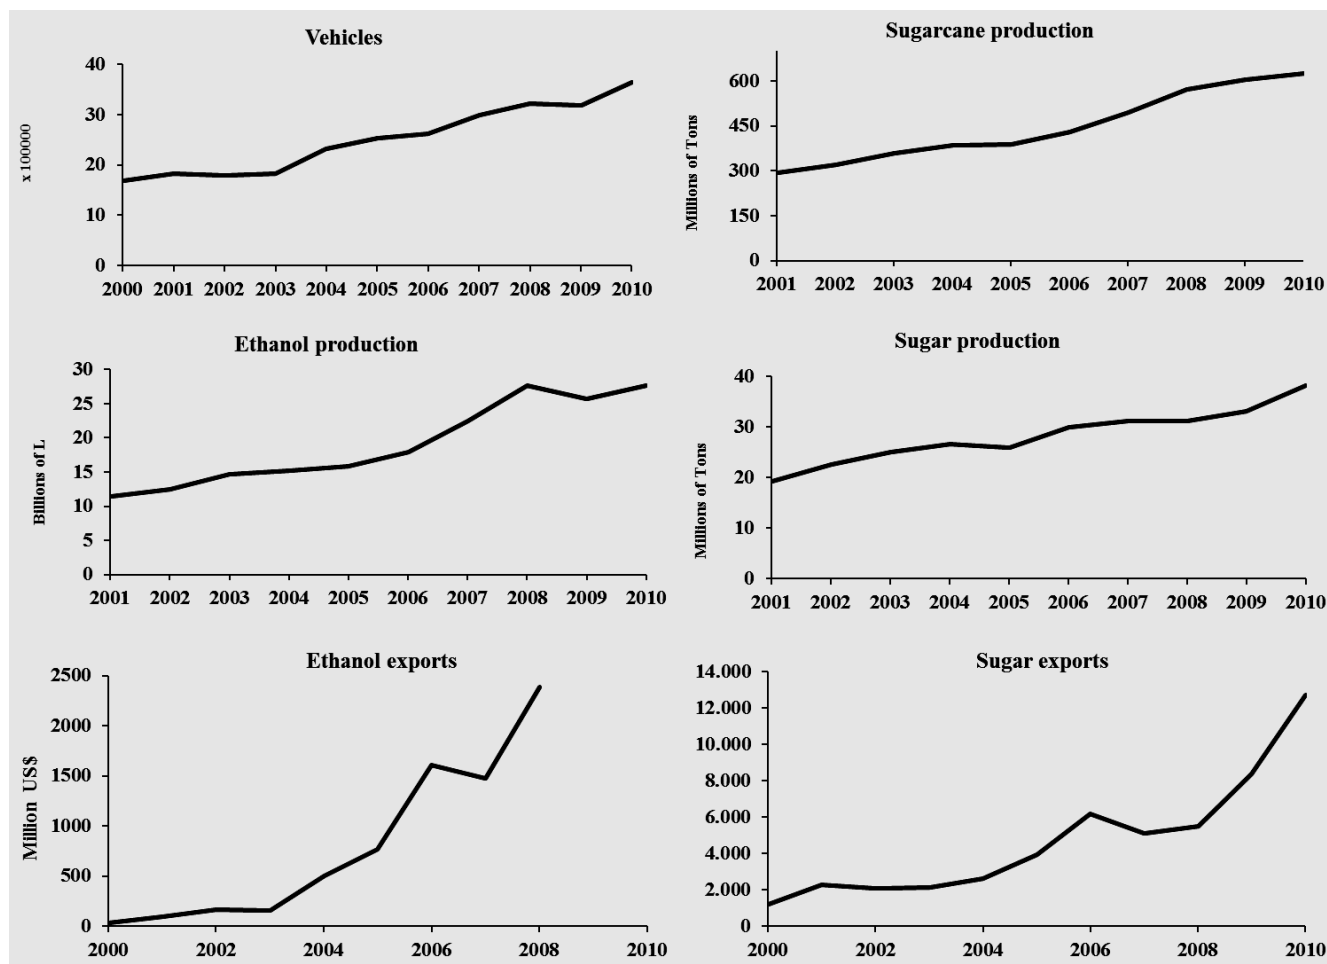 Vehicles
x 100000
40
30
20
10
0
2000 2001 2002 2003 2004 2005 2006 2007 2008 2009 2010
Sugarcane production
Millions of Tons
600
450
300
150
0
2001 2002 2003 2004 2005 2006 2007 2008 2009 2010
Ethanol production
Billions of L
30
25
20
15
10
5
0
2001 2002 2003 2004 2005 2006 2007 2008 2009 2010
Sugar production
Millions of Tons
40
30
20
10
0
2001 2002 2003 2004 2005 2006 2007 2008 2009 2010
Ethanol exports
Million US$
2500
2000
1500
1000
500
0
2000 2002 2004 2006 2008 2010
Sugar exports
14.000
12.000
10.000
8.000
6.000
4.000
2.000
0
2000 2002 2004 2006 2008 2010